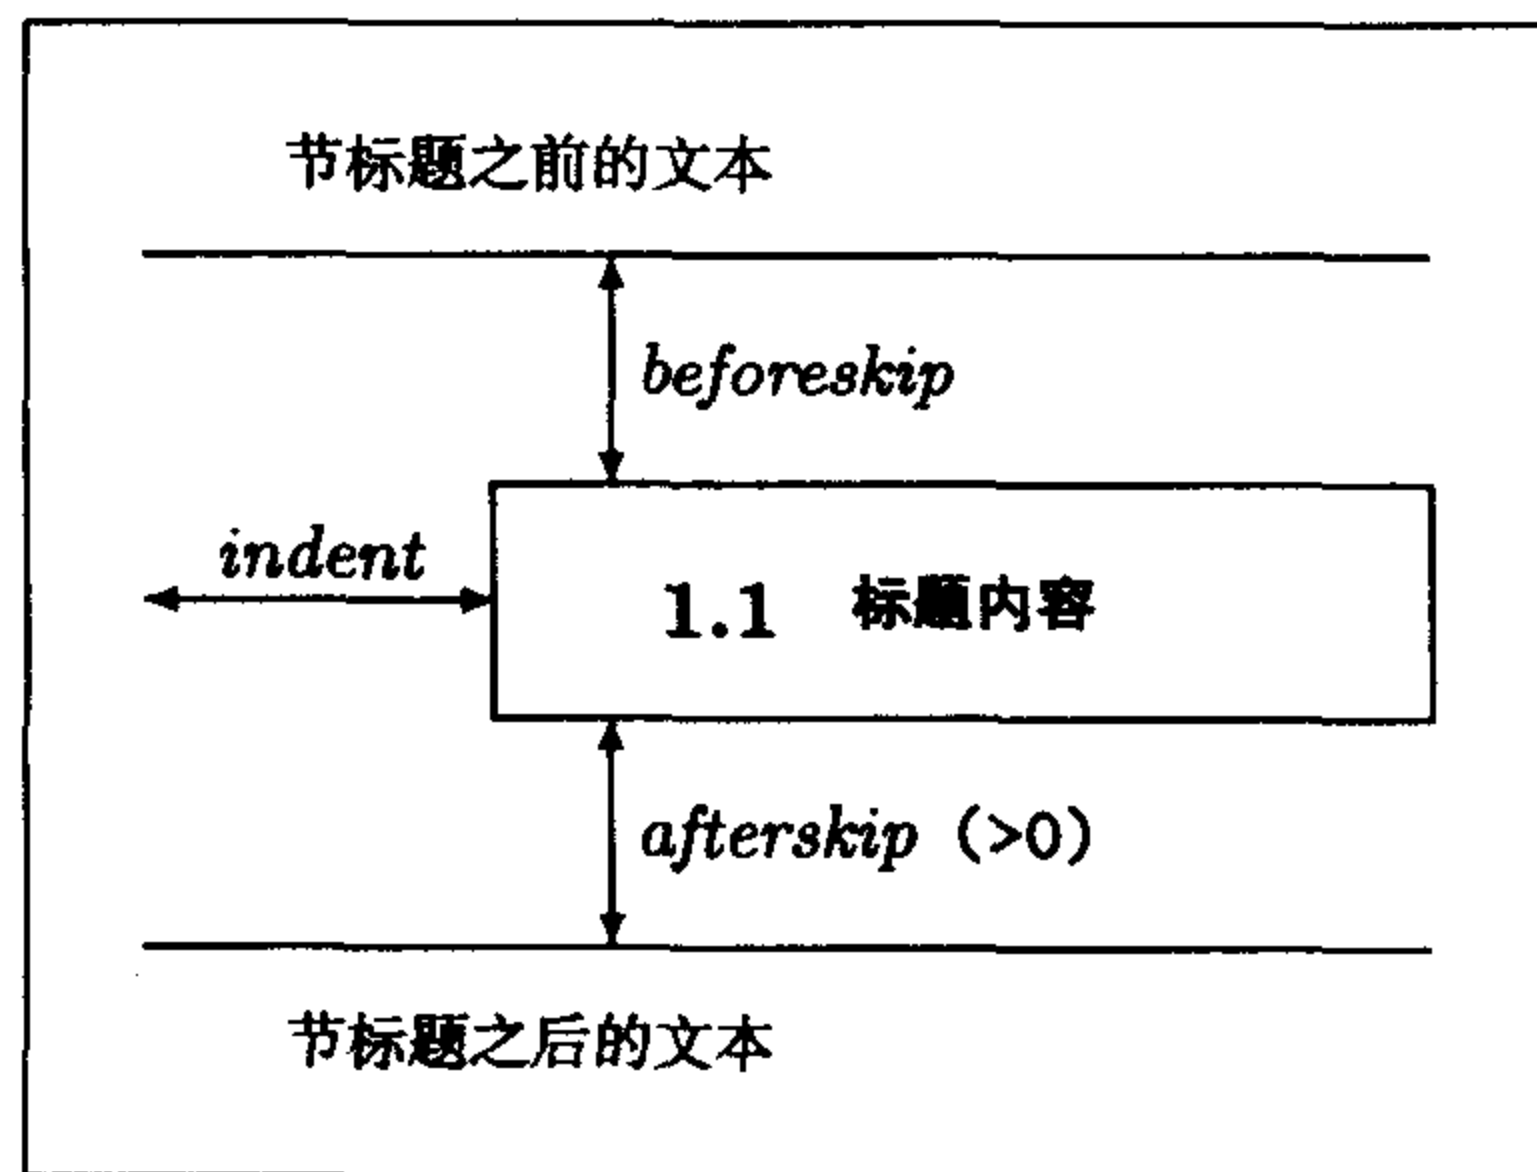 节标题之前的文本
beforeskip
indent
1.1 标题内容
afterskip (>0)
节标题之后的文本